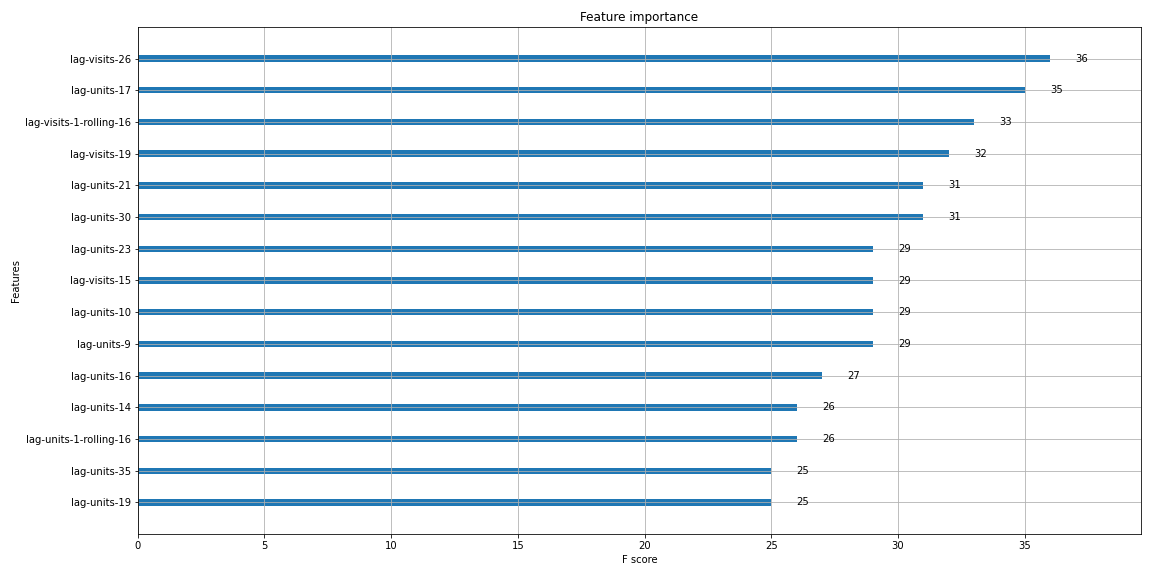 Feature importance
lag-visits-26 36
lag-units-17 35
lag-visits-1-rolling-16 33
lag-visits-19 32
lag-units-21 31
lag-units-30 31
lag-units-23 29
lag-visits-15 29
lag-units-10 29
lag-units-9 29
lag-units-16 27
lag-units-14 26
lag-units-1-rolling-16 26
lag-units-35 25
lag-units-19 25
Features
0 5 10 15 20 25 30 35
F score